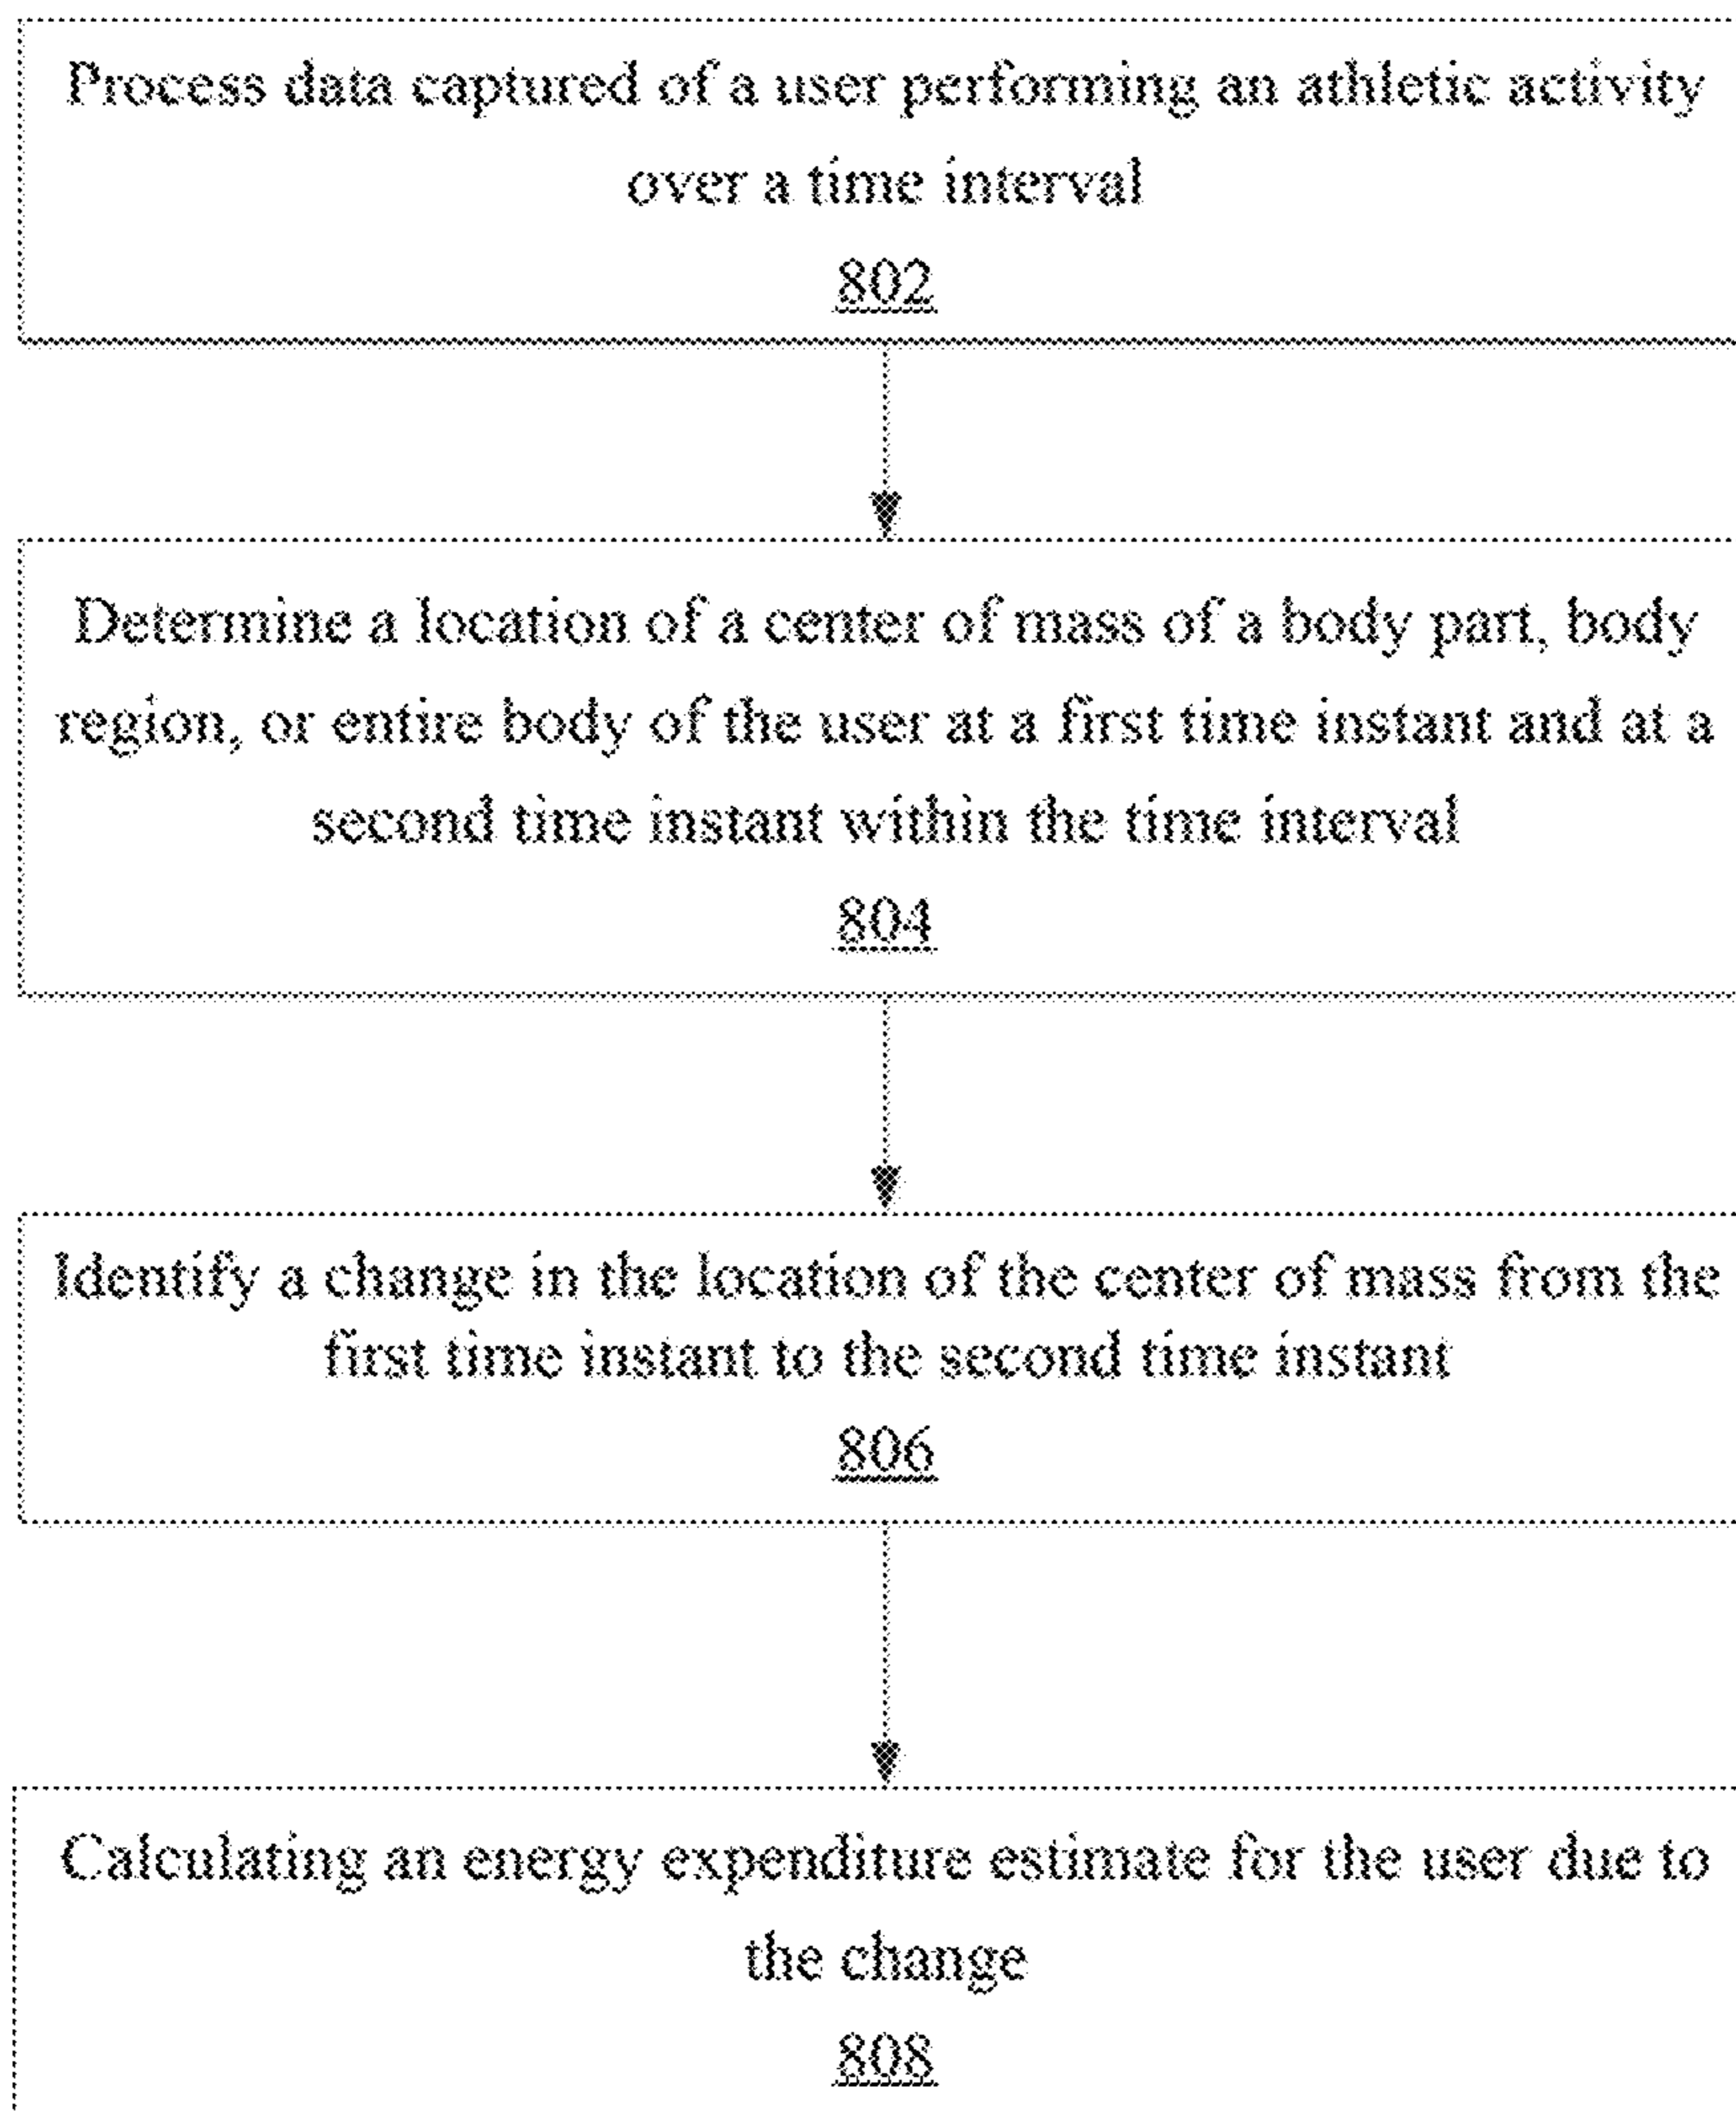 Process data captured of a user performing an athletic activity
over a time interval
802
Determine a location of a center of mass of a body part, body
region, or entire body of the user at a first time instant and at a
second time instant within the time interval
804
Identify a change in the location of the center of mass from the
first time instant to the second time instant
806
Calculating an energy expenditure estimate for the user due to
the change
808